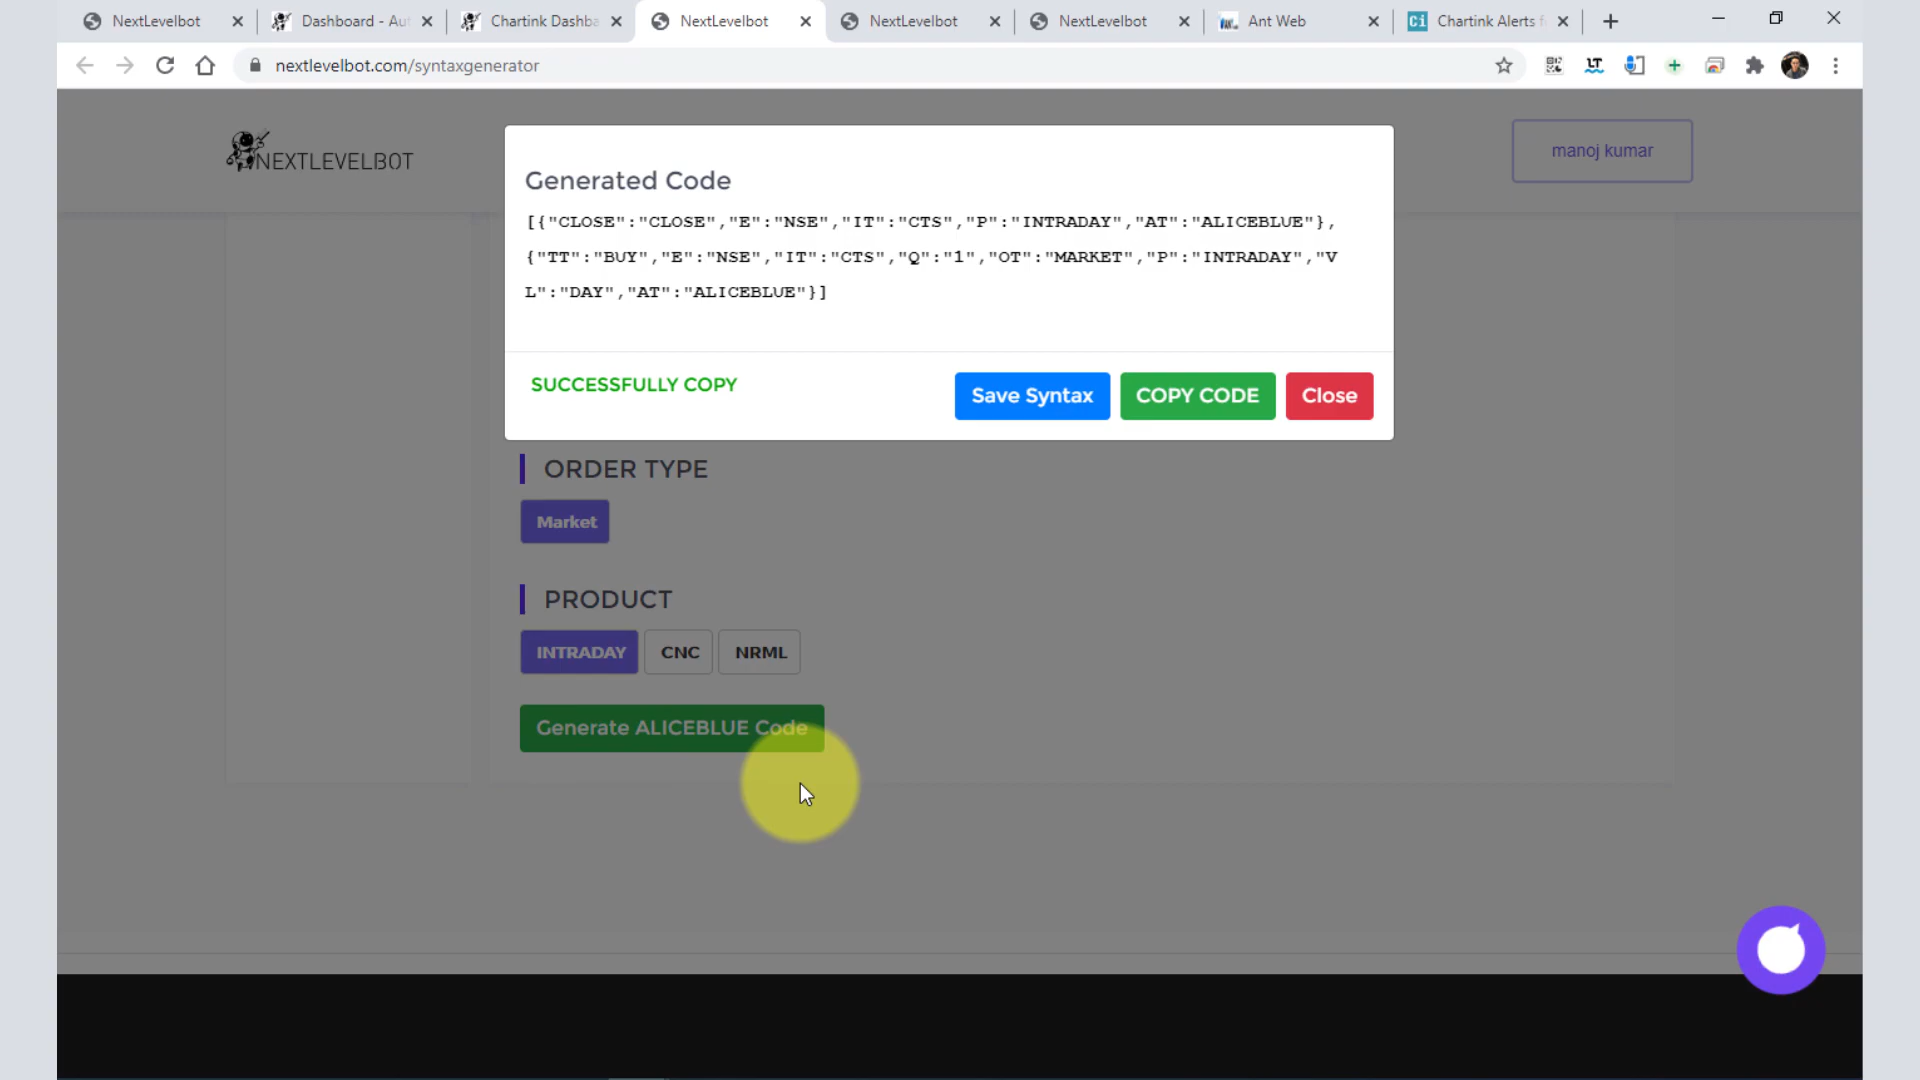 NextLevelbot
Dashboard - Au
Chartink Dashba
NextLevelbot
NextLevelbot
NextLevelbot
Ant Web
Chartink Alerts f
nextlevelbot.com/syntaxgenerator
NEXTLEVELBOT
manoj kumar
Generated Code
[{"CLOSE":"CLOSE","E":"NSE","IT":"CTS","P":"INTRADAY","AT":"ALICEBLUE"},
{"TT":"BUY","E":"NSE","IT":"CTS","Q":"1","OT":"MARKET","P":"INTRADAY","V
L":"DAY","AT":"ALICEBLUE"}]
SUCCESSFULLY COPY
Save Syntax
COPY CODE
Close
ORDER TYPE
Market
PRODUCT
INTRADAY
CNC
NRML
Generate ALICEBLUE Code